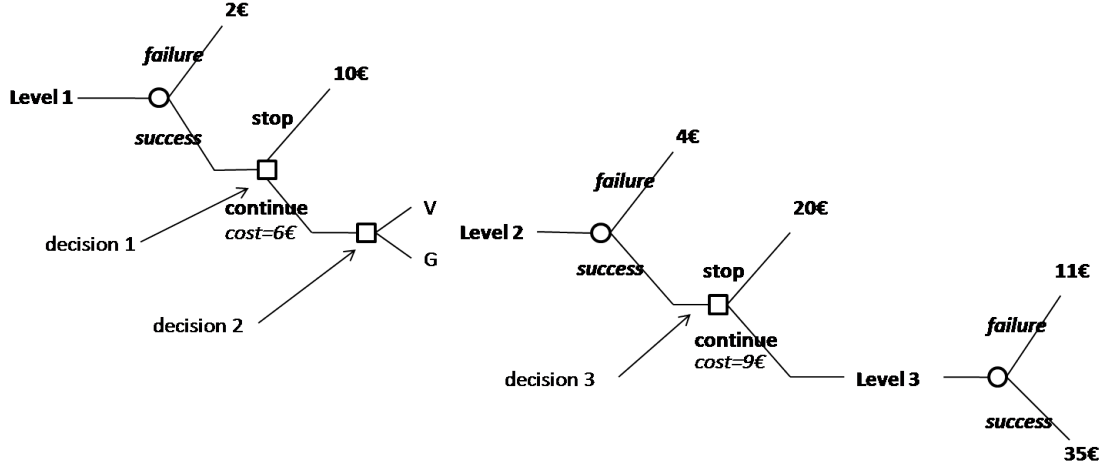 2€
failure
Level 1
10€
stop
success
continue
cost=6€
decision 1
V
G
decision 2
4€
failure
Level 2
20€
success
stop
continue
cost=9€
decision 3
Level 3
11€
failure
success
35€